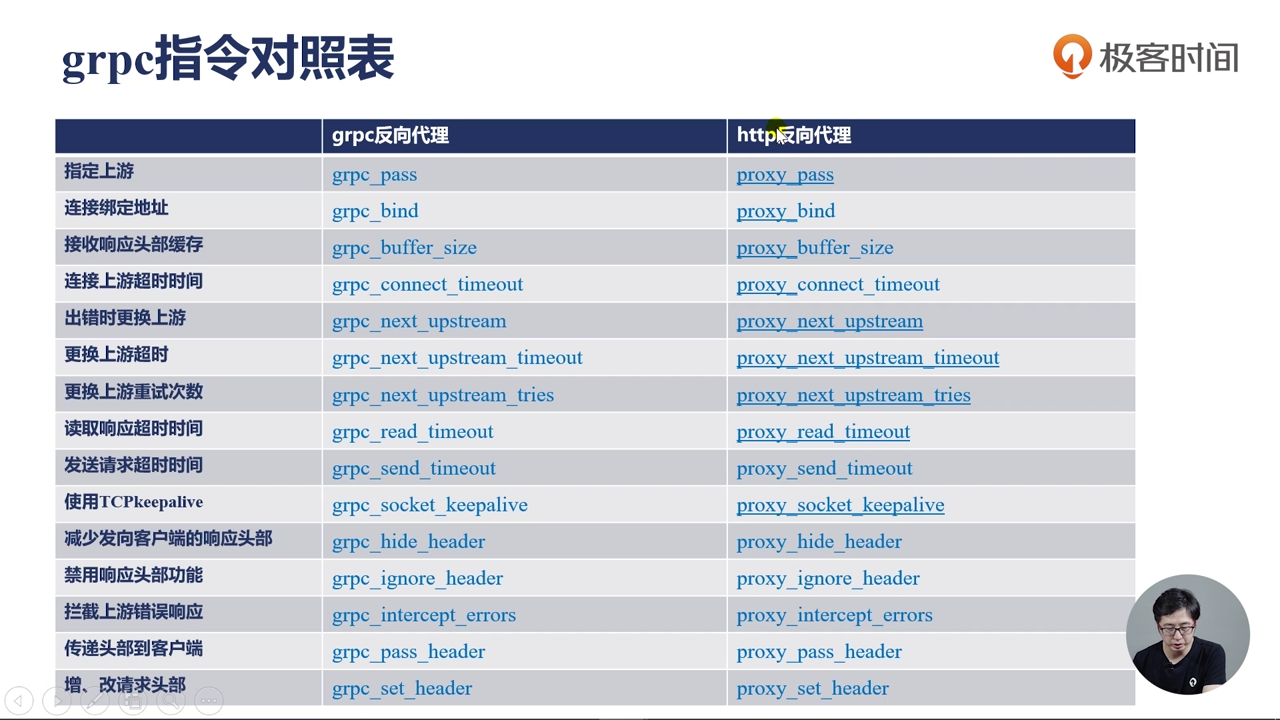 grpc指令对照表
极客时间
grpc反向代理 http反向代理
指定上游 grpc_pass proxy_pass
连接绑定地址 grpc_bind proxy_bind
接收响应头部缓存 grpc_buffer_size proxy_buffer_size
连接上游超时时间 grpc_connect_timeout proxy_connect_timeout
出错时更换上游 grpc_next_upstream proxy_next_upstream
更换上游超时 grpc_next_upstream_timeout proxy_next_upstream_timeout
更换上游重试次数 grpc_next_upstream_tries proxy_next_upstream_tries
读取响应超时时间 grpc_read_timeout proxy_read_timeout
发送请求超时时间 grpc_send_timeout proxy_send_timeout
使用TCPkeepalive grpc_socket_keepalive proxy_socket_keepalive
减少发向客户端的响应头部 grpc_hide_header proxy_hide_header
禁用响应头部功能 grpc_ignore_header proxy_ignore_header
拦截上游错误响应 grpc_intercept_errors proxy_intercept_errors
传递头部到客户端 grpc_pass_header proxy_pass_header
增、改请求头部 grpc_set_header proxy_set_header